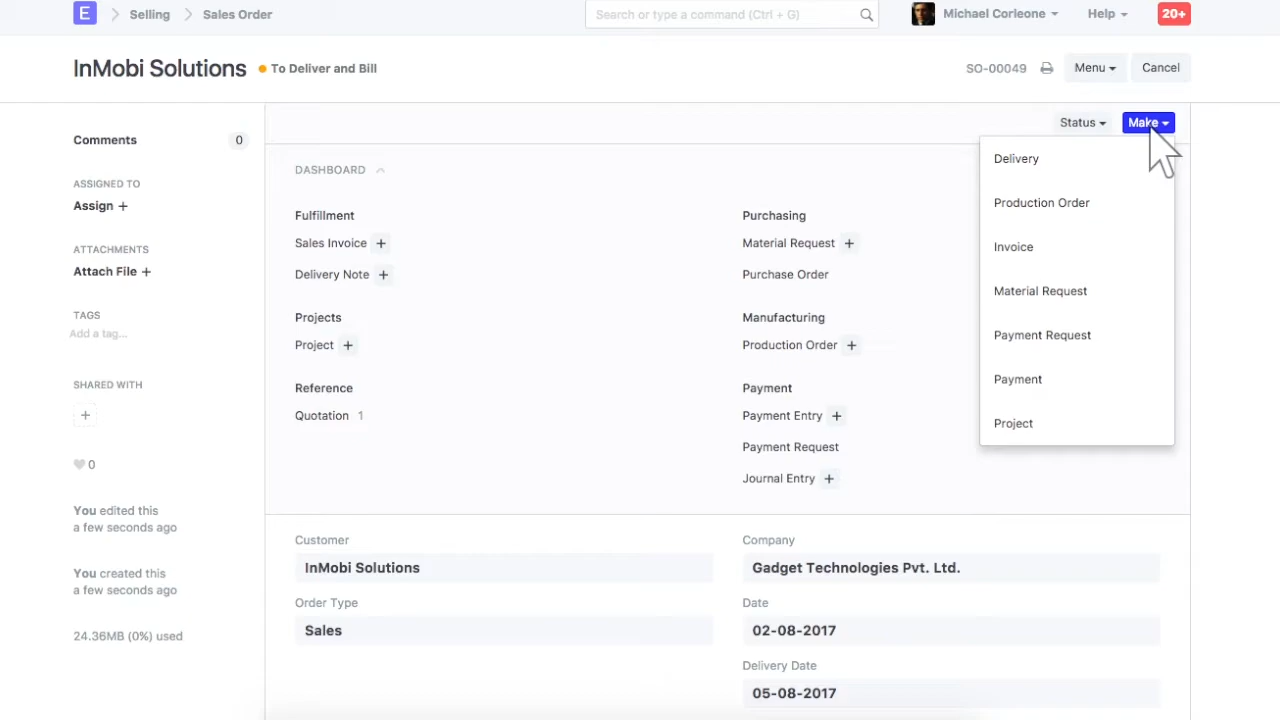 E Selling Sales Order Search or type a command (Ctrl + G) Michael Corleone Help 20+
InMobi Solutions To Deliver and Bill SO-00049 Menu Cancel
Comments 0
ASSIGNED TO
Assign +
ATTACHMENTS
Attach File +
TAGS
Add a tag...
SHARED WITH
+
0
You edited this
a few seconds ago
You created this
a few seconds ago
24.36MB (0%) used
Status Make
DASHBOARD
Fulfillment
Sales Invoice +
Delivery Note +
Projects
Project +
Reference
Quotation 1
Purchasing
Material Request +
Purchase Order
Manufacturing
Production Order +
Payment
Payment Entry +
Payment Request
Journal Entry +
Delivery
Production Order
Invoice
Material Request
Payment Request
Payment
Project
Customer
InMobi Solutions
Order Type
Sales
Company
Gadget Technologies Pvt. Ltd.
Date
02-08-2017
Delivery Date
05-08-2017